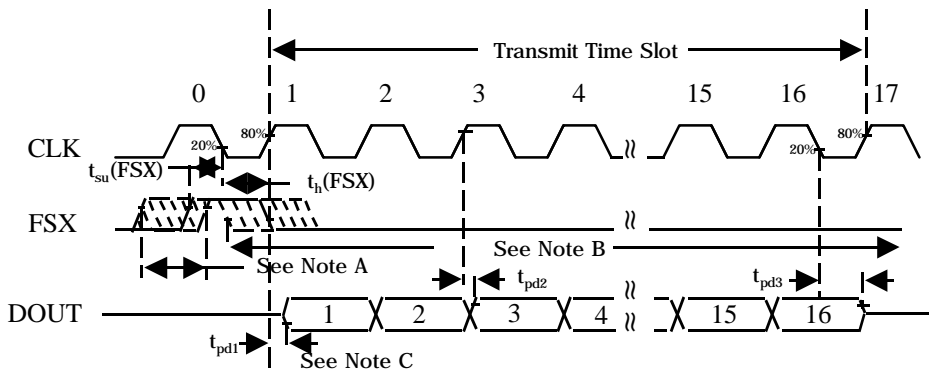 Transmit Time Slot
0 1 2 3 4 15 16 17
80% 80%
CLK 20% 20%
tsu(FSX) th(FSX)
FSX
See Note B
See Note A
tpd2 tpd3
DOUT 1 2 3 4 15 16
tpd1
See Note C